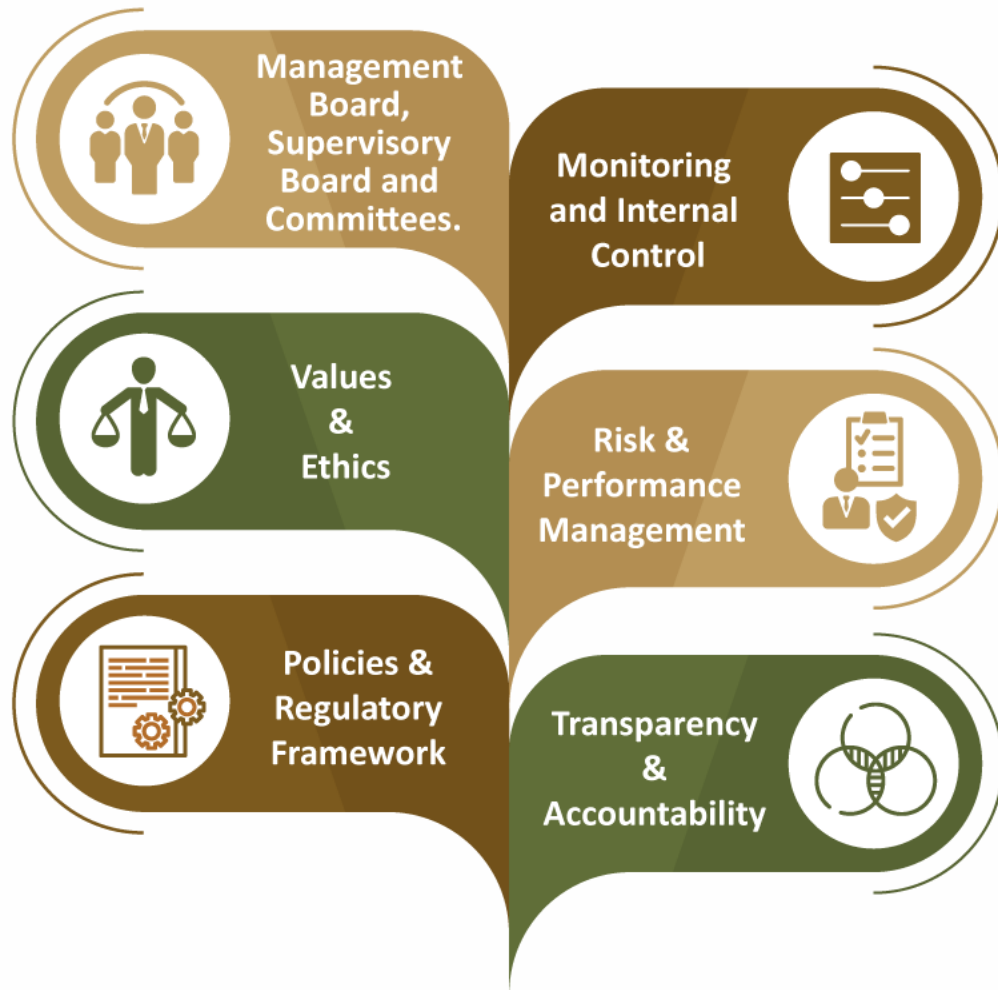 Management
Board,
Supervisory
Board and
Committees.
Monitoring
and Internal
Control
Values
&
Ethics
Risk &
Performance
Management
Policies &
Regulatory
Framework
Transparency
&
Accountability